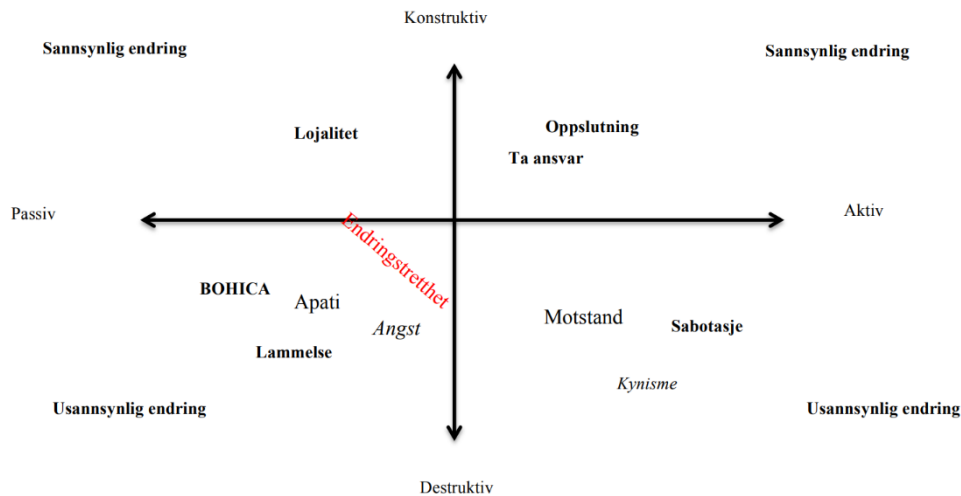 Konstruktiv
Sannsynlig endring
Sannsynlig endring
Lojalitet
Oppslutning
Ta ansvar
Passiv
Aktiv
Endringstretthet
BOHICA
Apati
Angst
Motstand
Sabotasje
Lammelse
Kynisme
Usannsynlig endring
Usannsynlig endring
Destruktiv